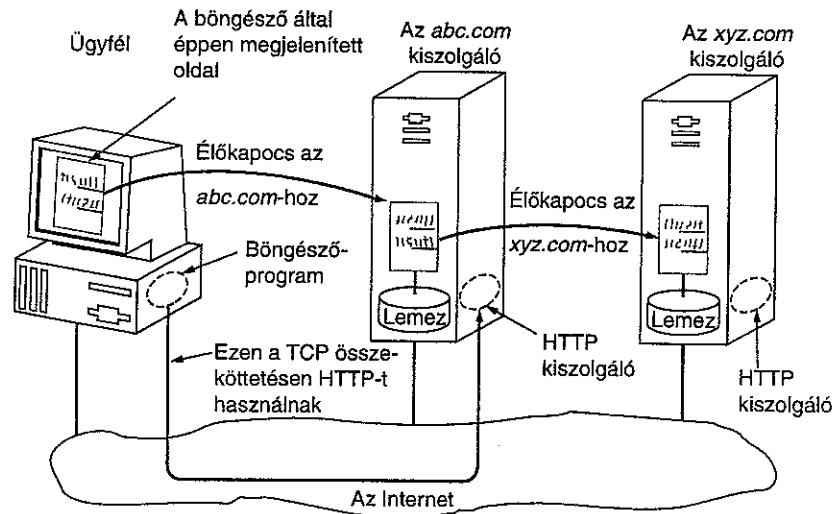 Ügyfél
A böngésző által
éppen megjelenített
oldal
Az abc.com
kiszolgáló
Az xyz.com
kiszolgáló
Élőkapocs az
abc.com-hoz
Élőkapocs az
xyz.com-hoz
Böngésző-
program
Lemez
Lemez
Ezen a TCP össze-
köttetésen HTTP-t
használnak
HTTP
kiszolgáló
HTTP
kiszolgáló
Az Internet